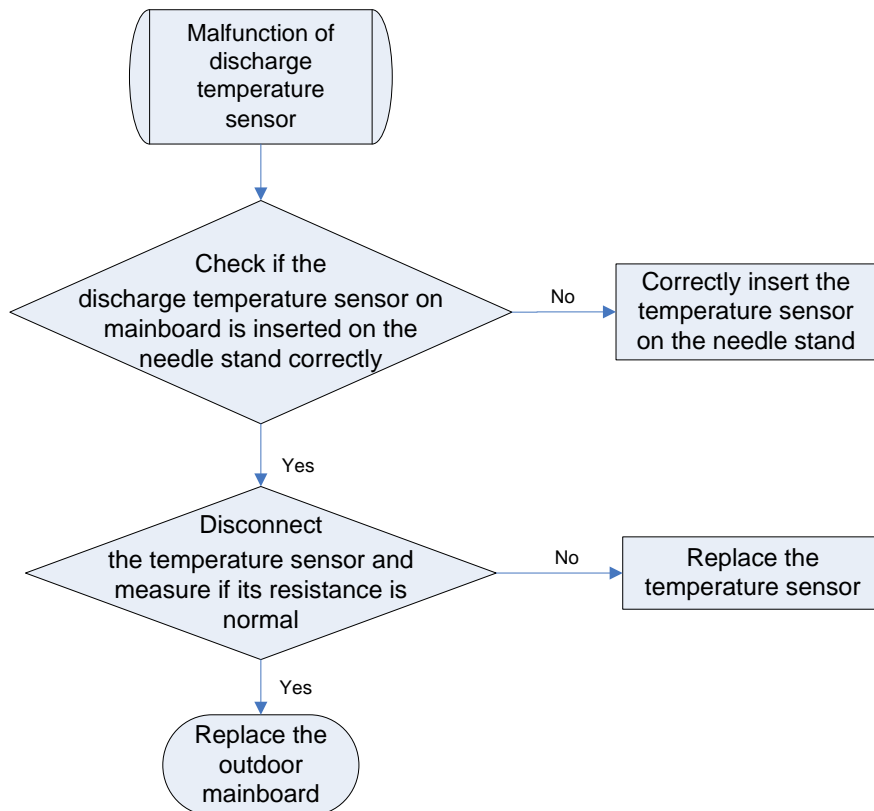 Malfunction of
discharge
temperature
sensor
Check if the
discharge temperature sensor on
mainboard is inserted on the
needle stand correctly
No
Correctly insert the
temperature sensor
on the needle stand
Yes
Disconnect
the temperature sensor and
measure if its resistance is
normal
No
Replace the
temperature sensor
Yes
Replace the
outdoor
mainboard